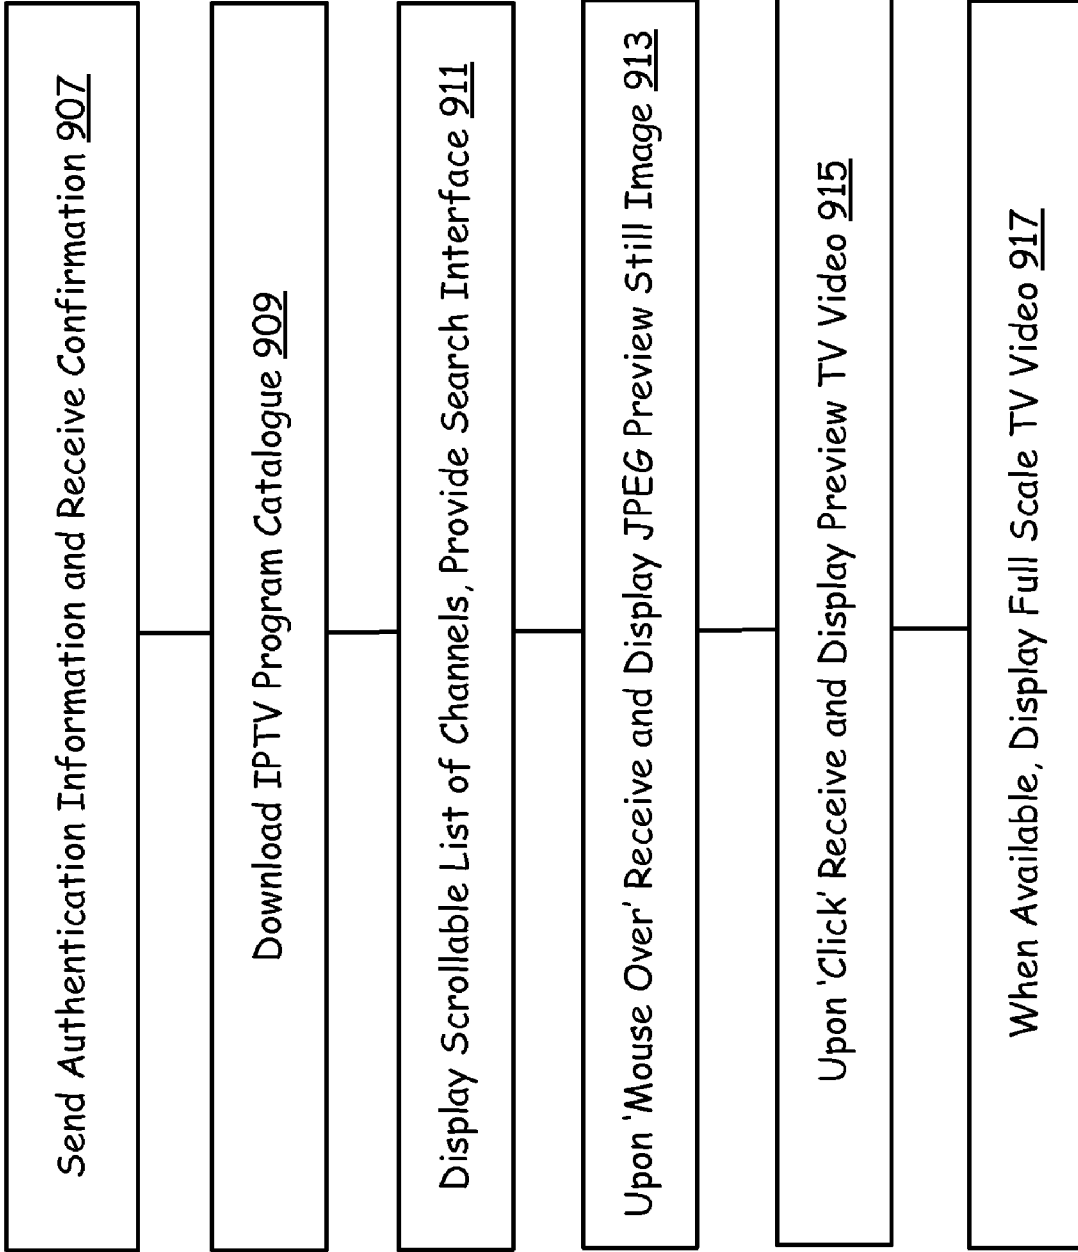 Send Authentication Information and Receive Confirmation 907
Download IPTV Program Catalogue 909
Display Scrollable List of Channels, Provide Search Interface 911
Upon 'Mouse Over' Receive and Display JPEG Preview Still Image 913
Upon 'Click' Receive and Display Preview TV Video 915
When Available, Display Full Scale TV Video 917